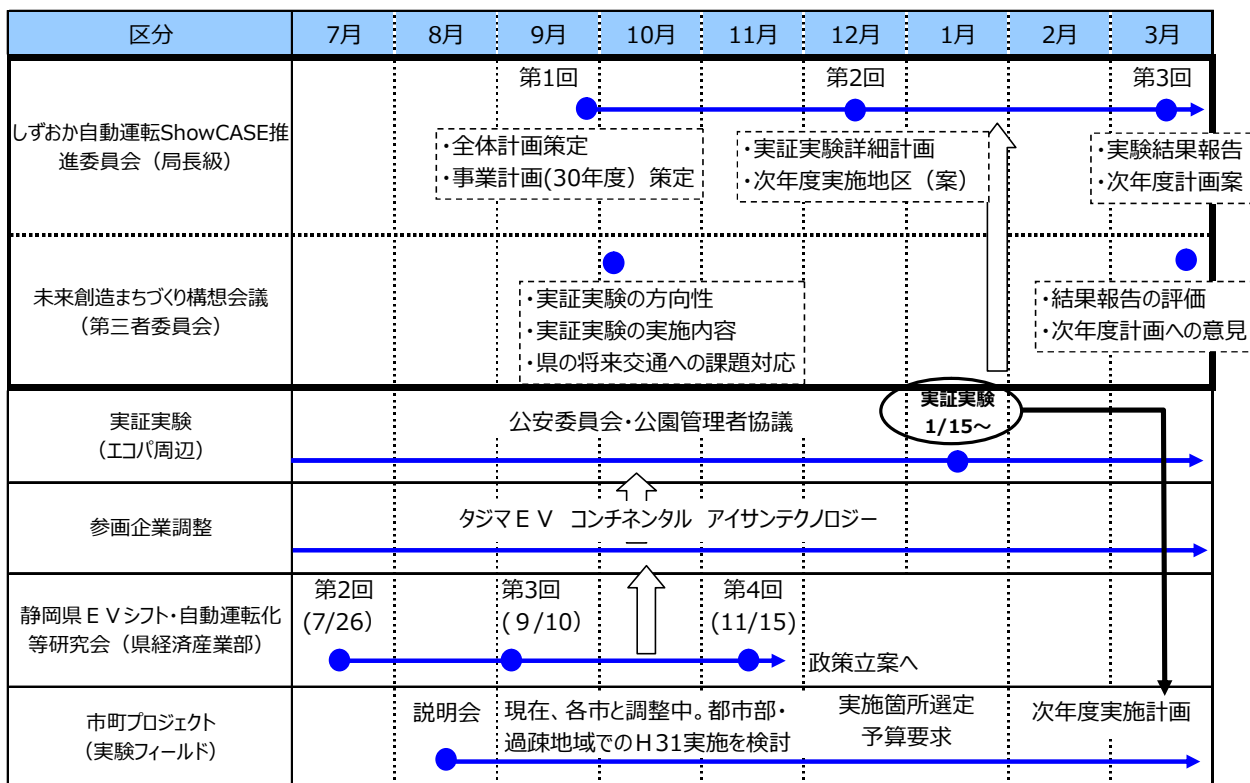 区分
7月
8月
9月
10月
11月
12月
1月
2月
3月
しずおか自動運転ShowCASE推
進委員会（局長級）
第1回
第2回
第3回
・全体計画策定
・事業計画(30年度）策定
・実証実験詳細計画
・次年度実施地区（案）
・実験結果報告
・次年度計画案
未来創造まちづくり構想会議
（第三者委員会）
・実証実験の方向性
・実証実験の実施内容
・県の将来交通への課題対応
・結果報告の評価
・次年度計画への意見
実証実験
（エコパ周辺）
公安委員会・公園管理者協議
実証実験
1/15～
参画企業調整
タジマＥＶ コンチネンタル アイサンテクノロジー
静岡県ＥＶシフト・自動運転化
等研究会（県経済産業部）
第2回
(7/26)
第3回
(９/10)
第4回
(11/15)
政策立案へ
市町プロジェクト
（実験フィールド）
説明会
現在、各市と調整中。都市部・
過疎地域でのＨ31実施を検討
実施箇所選定
予算要求
次年度実施計画